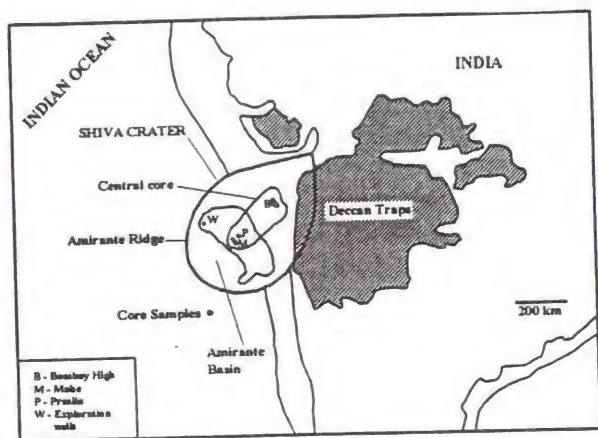 INDIAN OCEAN
INDIA
SHIVA CRATER
Central core
W
Deccan Traps
Amirante Ridge
200 km
Core Samples
Amirante
Basin
B - Bombay High
M - Mahe
P - Praslin
W - Exploration
wells